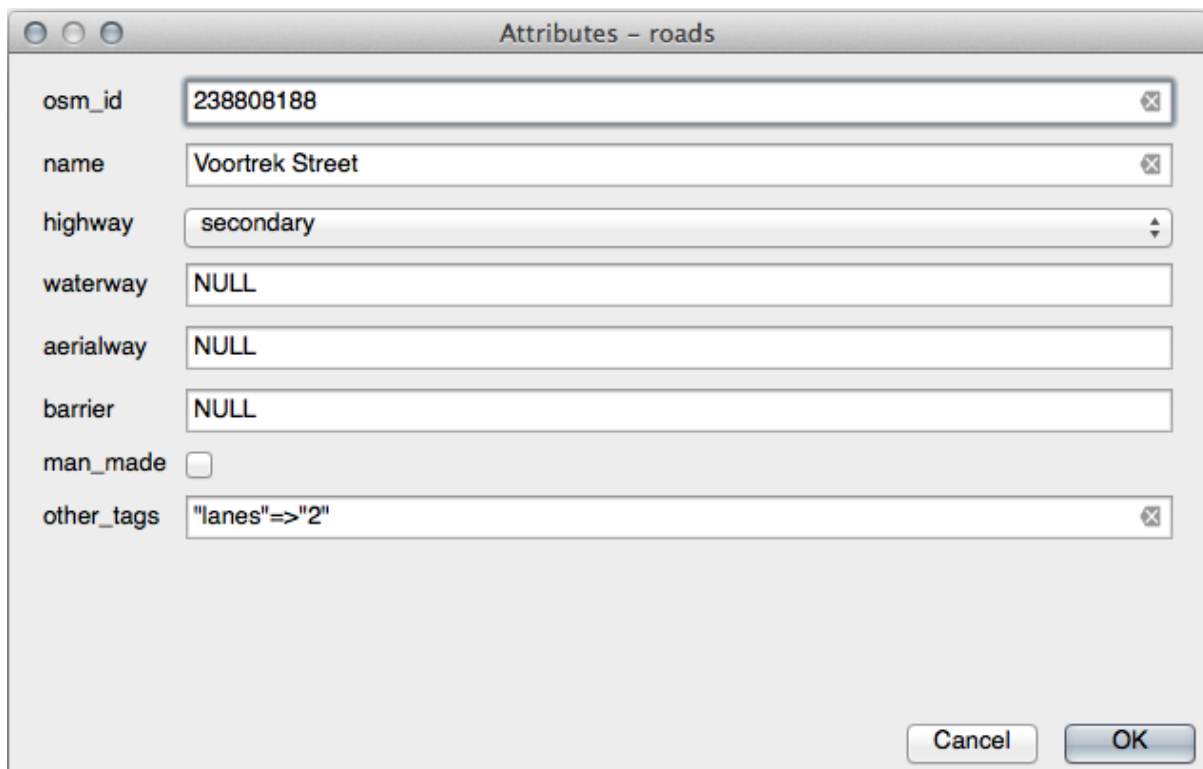 Attributes – roads
osm_id 238808188
name Voortrek Street
highway secondary
waterway NULL
aerialway NULL
barrier NULL
man_made
other_tags "lanes"=>"2"
Cancel OK